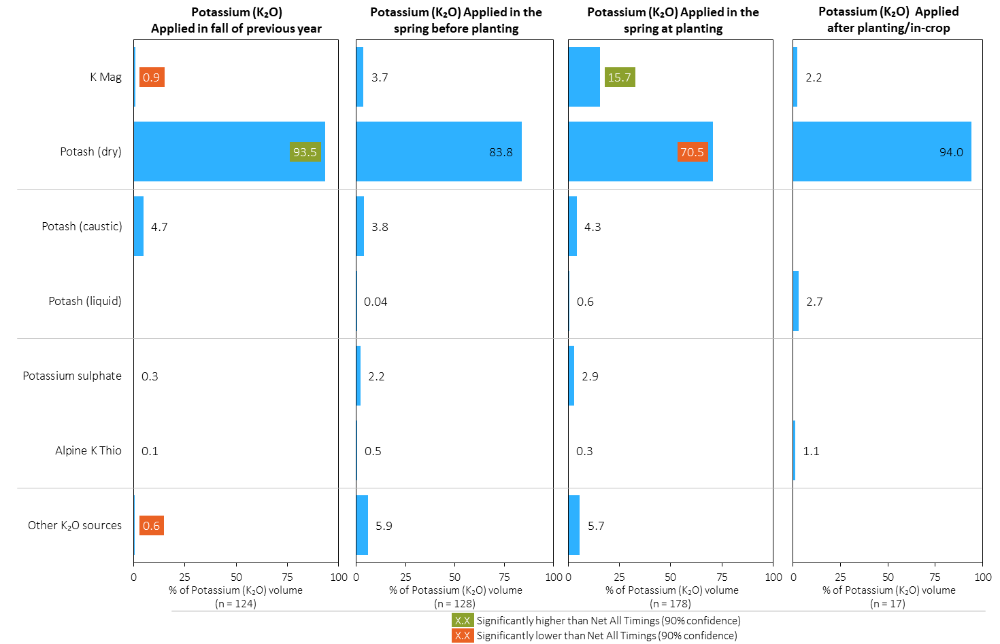 Potassium (K₂O)
Applied in fall of previous year
Potassium (K₂O) Applied in the
spring before planting
Potassium (K₂O) Applied in the
spring at planting
Potassium (K₂O) Applied
after planting/in-crop
K Mag
0.9
3.7
15.7
2.2
Potash (dry)
93.5
83.8
70.5
94.0
Potash (caustic)
4.7
3.8
4.3
Potash (liquid)
0.04
0.6
2.7
Potassium sulphate
0.3
2.2
2.9
Alpine K Thio
0.1
0.5
0.3
1.1
Other K₂O sources
0.6
5.9
5.7
0 25 50 75 100
0 25 50 75 100
0 25 50 75 100
0 25 50 75 100
% of Potassium (K₂O) volume
(n = 124)
% of Potassium (K₂O) volume
(n = 128)
% of Potassium (K₂O) volume
(n = 178)
% of Potassium (K₂O) volume
(n = 17)
X.X Significantly higher than Net All Timings (90% confidence)
X.X Significantly lower than Net All Timings (90% confidence)